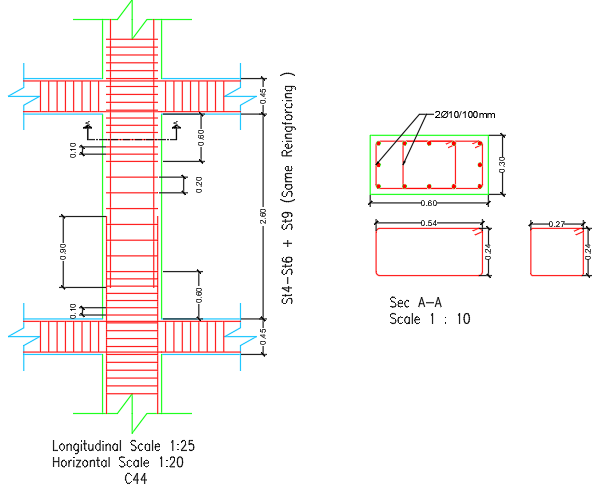 0.45
A A
0.60
0.10
0.20
2.60
St4-St6 + St9 (Same Reingforcing )
0.90
0.60
0.10
0.45
Longitudinal Scale 1:25
Horizontal Scale 1:20
C44
2Ø10/100mm
0.30
0.60
0.54
0.24
0.27
0.24
Sec A-A
Scale 1 : 10